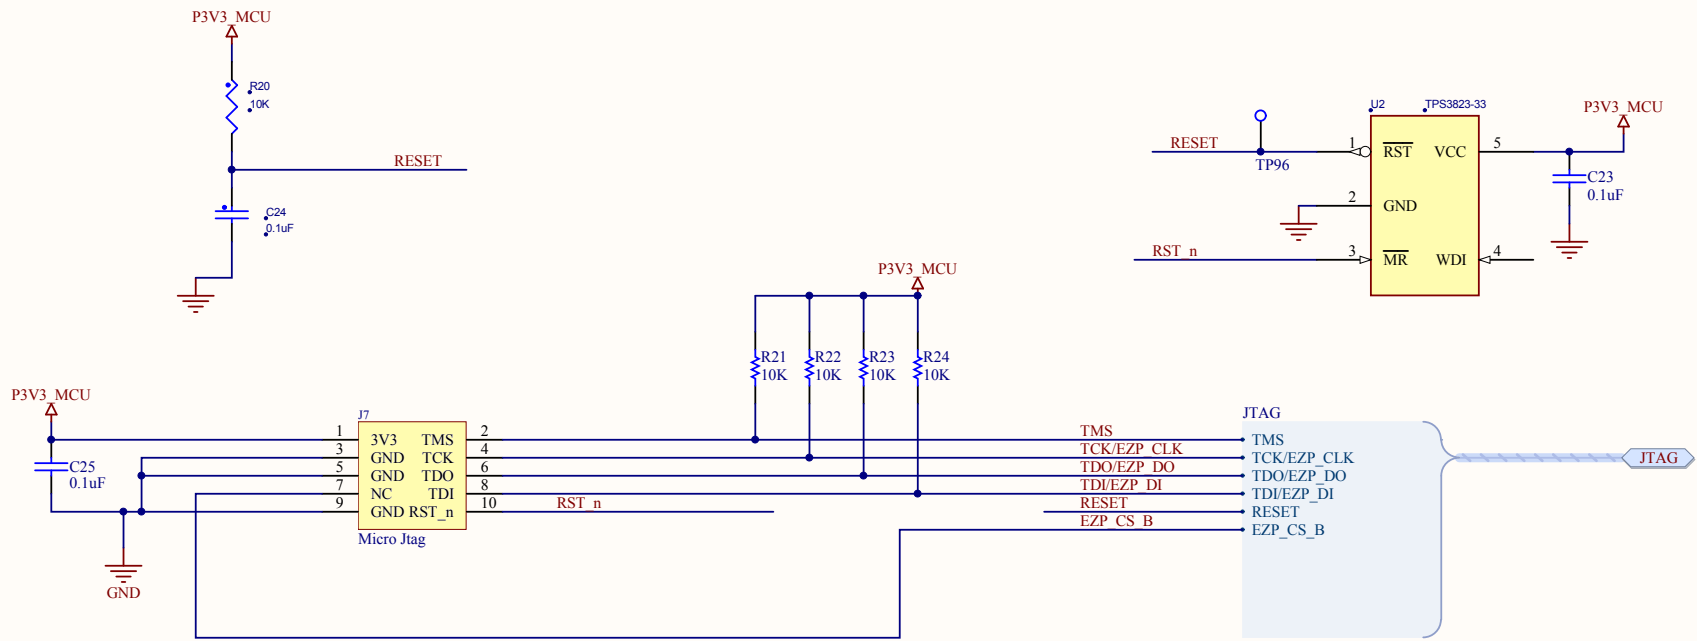 P3V3_MCU
R20
10K
RESET
C24
0.1uF
U2
TPS3823-33
P3V3_MCU
RESET
1
RST
VCC
5
TP96
C23
0.1uF
2
GND
RST_n
3
MR
WDI
4
P3V3_MCU
R21
10K
R22
10K
R23
10K
R24
10K
P3V3_MCU
C25
0.1uF
GND
J7
1
3V3
TMS
2
3
GND
TCK
4
5
GND
TDO
6
7
NC
TDI
8
9
GND
RST_n
10
RST_n
Micro Jtag
JTAG
TMS
TMS
TCK/EZP_CLK
TCK/EZP_CLK
TDO/EZP_DO
TDO/EZP_DO
TDI/EZP_DI
TDI/EZP_DI
RESET
RESET
EZP_CS_B
EZP_CS_B
JTAG